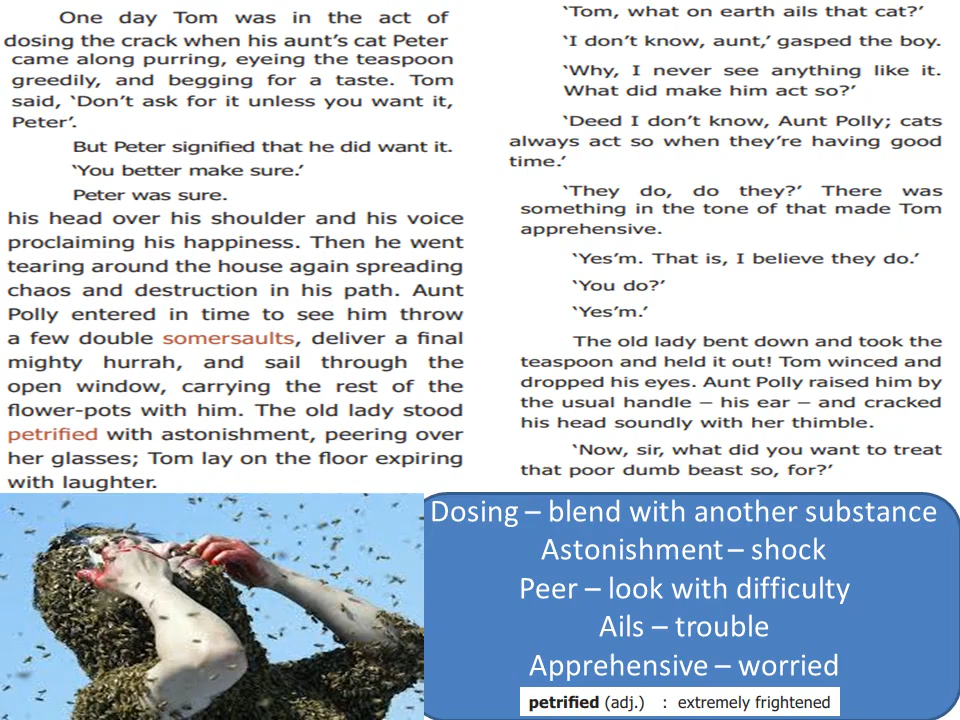 One day Tom was in the act of
dosing the crack when his aunt's cat Peter
came along purring, eyeing the teaspoon
greedily, and begging for a taste. Tom
said, 'Don't ask for it unless you want it,
Peter'.
But Peter signified that he did want it.
'You better make sure.'
Peter was sure.
his head over his shoulder and his voice
proclaiming his happiness. Then he went
tearing around the house again spreading
chaos and destruction in his path. Aunt
Polly entered in time to see him throw
a few double somersaults, deliver a final
mighty hurrah, and sail through the
open window, carrying the rest of the
flower-pots with him. The old lady stood
petrified with astonishment, peering over
her glasses; Tom lay on the floor expiring
with laughter.
'Tom, what on earth ails that cat?'
'I don't know, aunt,' gasped the boy.
'Why, I never see anything like it.
What did make him act so?'
'Deed I don't know, Aunt Polly; cats
always act so when they're having good
time.'
'They do, do they?' There was
something in the tone of that made Tom
apprehensive.
'Yes'm. That is, I believe they do.'
'You do?'
'Yes'm.'
The old lady bent down and took the
teaspoon and held it out! Tom winced and
dropped his eyes. Aunt Polly raised him by
the usual handle – his ear – and cracked
his head soundly with her thimble.
'Now, sir, what did you want to treat
that poor dumb beast so, for?'
Dosing – blend with another substance
Astonishment – shock
Peer – look with difficulty
Ails – trouble
Apprehensive – worried
petrified (adj.) : extremely frightened